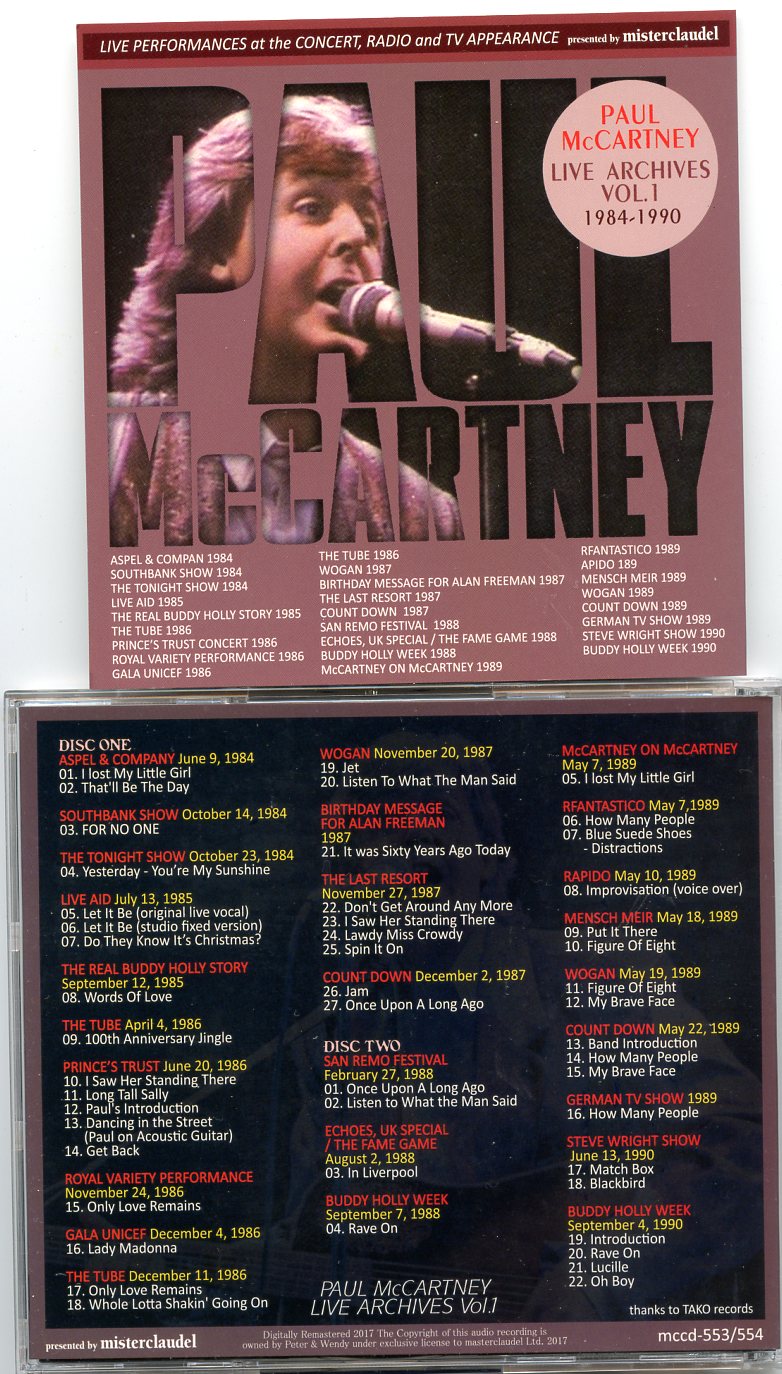 LIVE PERFORMANCES at the CONCERT, RADIO and TV APPEARANCE presented by misterclaudel
PAUL
McCARTNEY
PAUL
McCARTNEY
LIVE ARCHIVES
VOL.1
1984-1990
ASPEL & COMPAN 1984
SOUTHBANK SHOW 1984
THE TONIGHT SHOW 1984
LIVE AID 1985
THE REAL BUDDY HOLLY STORY 1985
THE TUBE 1986
PRINCE'S TRUST CONCERT 1986
ROYAL VARIETY PERFORMANCE 1986
GALA UNICEF 1986
THE TUBE 1986
WOGAN 1987
BIRTHDAY MESSAGE FOR ALAN FREEMAN 1987
THE LAST RESORT 1987
COUNT DOWN 1987
SAN REMO FESTIVAL 1988
ECHOES, UK SPECIAL / THE FAME GAME 1988
BUDDY HOLLY WEEK 1988
McCARTNEY ON McCARTNEY 1989
RFANTASTICO 1989
APIDO 189
MENSCH MEIR 1989
WOGAN 1989
COUNT DOWN 1989
GERMAN TV SHOW 1989
STEVE WRIGHT SHOW 1990
BUDDY HOLLY WEEK 1990
DISC ONE
ASPEL & COMPANY June 9, 1984
01. I lost My Little Girl
02. That'll Be The Day
SOUTHBANK SHOW October 14, 1984
03. FOR NO ONE
THE TONIGHT SHOW October 23, 1984
04. Yesterday - You're My Sunshine
LIVE AID July 13, 1985
05. Let It Be (original live vocal)
06. Let It Be (studio fixed version)
07. Do They Know It's Christmas?
THE REAL BUDDY HOLLY STORY
September 12, 1985
08. Words Of Love
THE TUBE April 4, 1986
09. 100th Anniversary Jingle
PRINCE'S TRUST June 20, 1986
10. I Saw Her Standing There
11. Long Tall Sally
12. Paul's Introduction
13. Dancing in the Street
(Paul on Acoustic Guitar)
14. Get Back
ROYAL VARIETY PERFORMANCE
November 24, 1986
15. Only Love Remains
GALA UNICEF December 4, 1986
16. Lady Madonna
THE TUBE December 11, 1986
17. Only Love Remains
18. Whole Lotta Shakin' Going On
WOGAN November 20, 1987
19. Jet
20. Listen To What The Man Said
BIRTHDAY MESSAGE
FOR ALAN FREEMAN
1987
21. It was Sixty Years Ago Today
THE LAST RESORT
November 27, 1987
22. Don't Get Around Any More
23. I Saw Her Standing There
24. Lawdy Miss Crowdy
25. Spin It On
COUNT DOWN December 2, 1987
26. Jam
27. Once Upon A Long Ago
DISC TWO
SAN REMO FESTIVAL
February 27, 1988
01. Once Upon A Long Ago
02. Listen to What the Man Said
ECHOES, UK SPECIAL
/ THE FAME GAME
August 2, 1988
03. In Liverpool
BUDDY HOLLY WEEK
September 7, 1988
04. Rave On
McCARTNEY ON McCARTNEY
May 7, 1989
05. I lost My Little Girl
RFANTASTICO May 7,1989
06. How Many People
07. Blue Suede Shoes
- Distractions
RAPIDO May 10, 1989
08. Improvisation (voice over)
MENSCH MEIR May 18, 1989
09. Put It There
10. Figure Of Eight
WOGAN May 19, 1989
11. Figure Of Eight
12. My Brave Face
COUNT DOWN May 22, 1989
13. Band Introduction
14. How Many People
15. My Brave Face
GERMAN TV SHOW 1989
16. How Many People
STEVE WRIGHT SHOW
June 13, 1990
17. Match Box
18. Blackbird
BUDDY HOLLY WEEK
September 4, 1990
19. Introduction
20. Rave On
21. Lucille
22. Oh Boy
PAUL McCARTNEY
LIVE ARCHIVES Vol.1
thanks to TAKO records
presented by misterclaudel
Digitally Remastered 2017 The Copyright of this audio recording is
owned by Peter & Wendy under exclusive license to masterclaudel Ltd. 2017
mccd-553/554